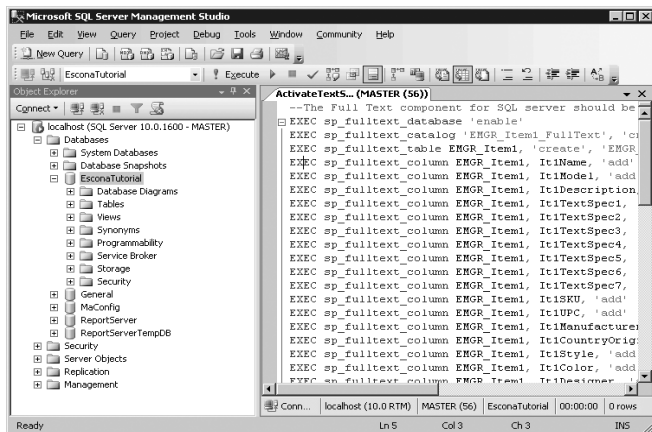 Microsoft SQL Server Management Studio
File Edit View Query Project Debug Tools Window Community Help
New Query
EsconaTutorial Execute
Object Explorer
Connect
localhost (SQL Server 10.0.1600 - MASTER)
Databases
System Databases
Database Snapshots
EsconaTutorial
Database Diagrams
Tables
Views
Synonyms
Programmability
Service Broker
Storage
Security
General
MaConfig
ReportServer
ReportServerTempDB
Security
Server Objects
Replication
Management
ActivateTextS... (MASTER (56))
--The Full Text component for SQL server should be
EXEC sp_fulltext_database 'enable'
EXEC sp_fulltext_catalog 'EMGR_Item1_FullText', 'cr
EXEC sp_fulltext_table EMGR_Item1, 'create', 'EMGR
EXEC sp_fulltext_column EMGR_Item1, It1Name, 'add'
EXEC sp_fulltext_column EMGR_Item1, It1Model, 'add'
EXEC sp_fulltext_column EMGR_Item1, It1Description,
EXEC sp_fulltext_column EMGR_Item1, It1TextSpec1,
EXEC sp_fulltext_column EMGR_Item1, It1TextSpec2,
EXEC sp_fulltext_column EMGR_Item1, It1TextSpec3,
EXEC sp_fulltext_column EMGR_Item1, It1TextSpec4,
EXEC sp_fulltext_column EMGR_Item1, It1TextSpec5,
EXEC sp_fulltext_column EMGR_Item1, It1TextSpec6,
EXEC sp_fulltext_column EMGR_Item1, It1TextSpec7,
EXEC sp_fulltext_column EMGR_Item1, It1SKU, 'add'
EXEC sp_fulltext_column EMGR_Item1, It1UPC, 'add'
EXEC sp_fulltext_column EMGR_Item1, It1Manufacturer
EXEC sp_fulltext_column EMGR_Item1, It1CountryOrigi
EXEC sp_fulltext_column EMGR_Item1, It1Style, 'add
EXEC sp_fulltext_column EMGR_Item1, It1Color, 'add
EXEC sp_fulltext_column EMGR_Item1, It1Designer, 'a
Conn... localhost (10.0 RTM) MASTER (56) EsconaTutorial 00:00:00 0 rows
Ready Ln 5 Col 3 Ch 3 INS